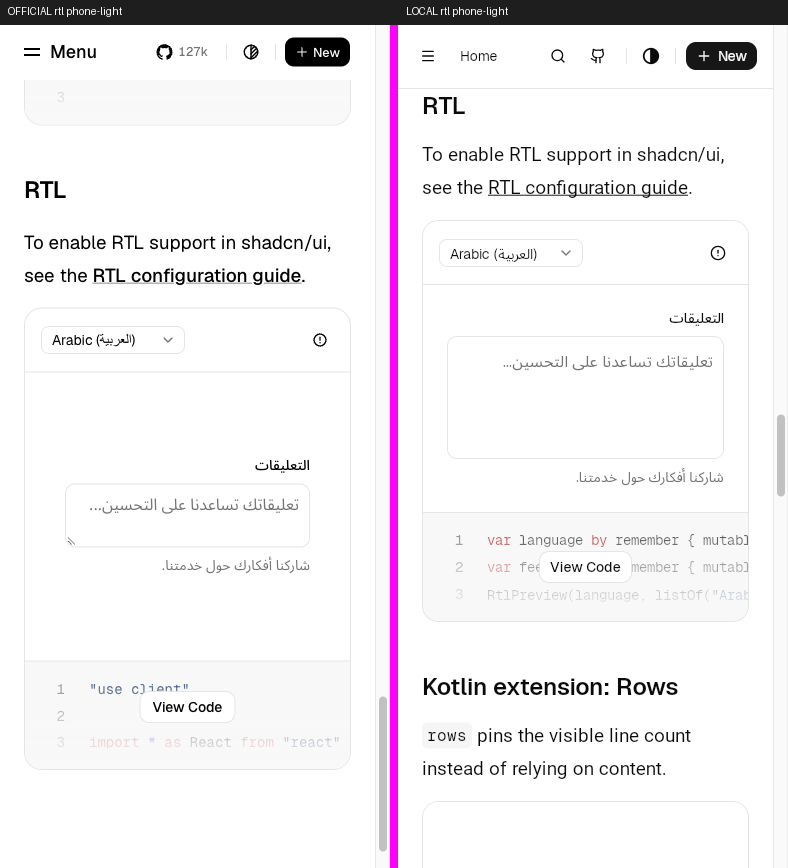 OFFICIAL rtl phone-light
Menu
127k
New
3
RTL
To enable RTL support in shadcn/ui,
see the RTL configuration guide.
Arabic (العربية)
التعليقات
تعليقاتك تساعدنا على التحسين...
شاركنا أفكارك حول خدمتنا.
1 "use client"
2
View Code
3 import * as React from "react"
LOCAL rtl phone-light
Home
New
RTL
To enable RTL support in shadcn/ui,
see the RTL configuration guide.
Arabic (العربية)
التعليقات
تعليقاتك تساعدنا على التحسين...
شاركنا أفكارك حول خدمتنا.
1 var language by remember { mutabl
2 var fee
View Code
member { mutabl
3 RtlPreview(language, listOf("Arab
Kotlin extension: Rows
rows pins the visible line count
instead of relying on content.